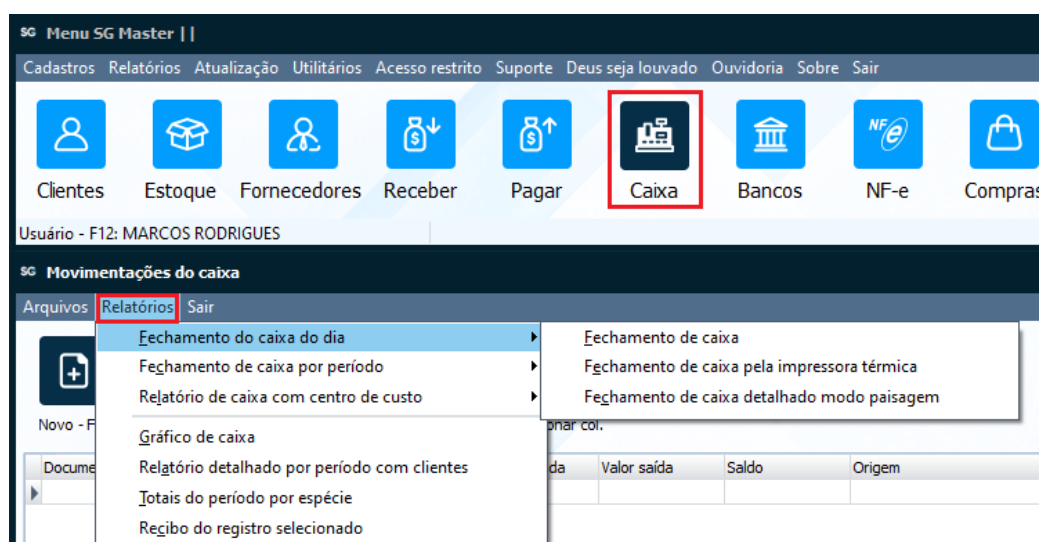 SG Menu SG Master ||
Cadastros Relatórios Atualização Utilitários Acesso restrito Suporte Deus seja louvado Ouvidoria Sobre Sair
NFe
Clientes Estoque Fornecedores Receber Pagar Caixa Bancos NF-e Compras
Usuário - F12: MARCOS RODRIGUES
SG Movimentações do caixa
Arquivos Relatórios Sair
Fechamento do caixa do dia Fechamento de caixa
Fechamento de caixa por período Fechamento de caixa pela impressora térmica
Relatório de caixa com centro de custo Fechamento de caixa detalhado modo paisagem
Novo - F onar col.
Gráfico de caixa
Docume Relatório detalhado por período com clientes da Valor saída Saldo Origem
Totais do período por espécie
Recibo do registro selecionado